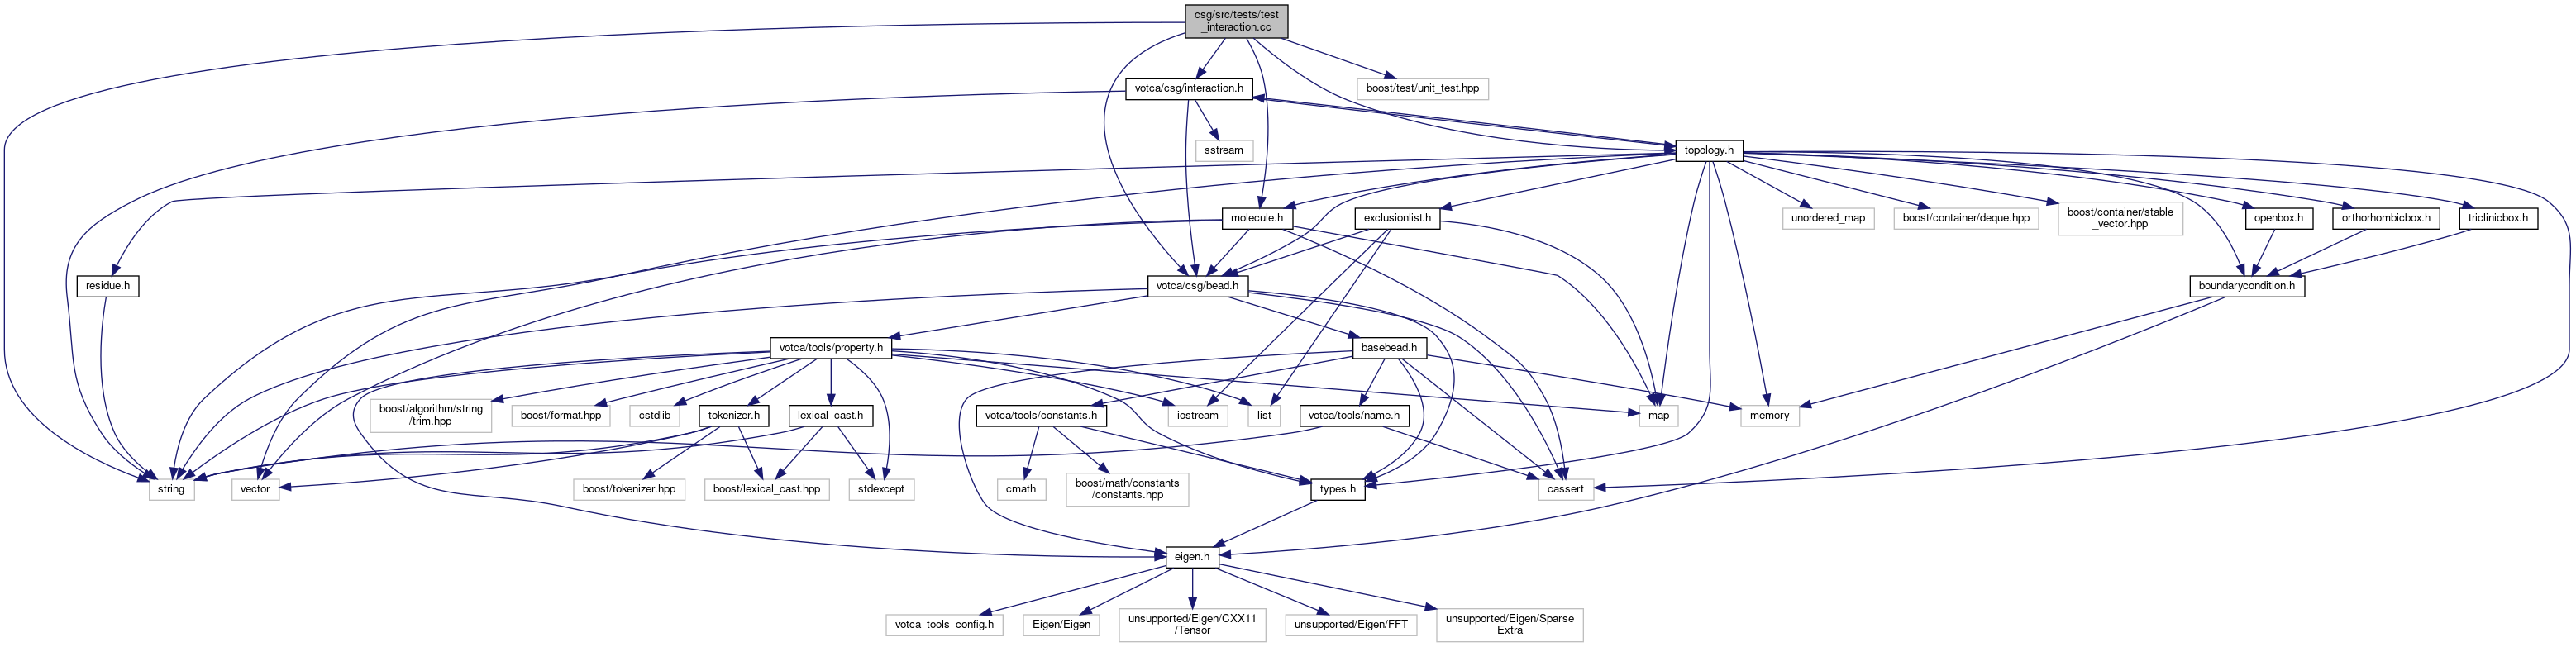 csg/src/tests/test
_interaction.cc
votca/csg/interaction.h
boost/test/unit_test.hpp
sstream
topology.h
molecule.h
exclusionlist.h
unordered_map
boost/container/deque.hpp
boost/container/stable
_vector.hpp
openbox.h
orthorhombicbox.h
triclinicbox.h
residue.h
votca/csg/bead.h
boundarycondition.h
votca/tools/property.h
basebead.h
boost/algorithm/string
/trim.hpp
boost/format.hpp
cstdlib
tokenizer.h
lexical_cast.h
votca/tools/constants.h
iostream
list
votca/tools/name.h
map
memory
string
vector
boost/tokenizer.hpp
boost/lexical_cast.hpp
stdexcept
cmath
boost/math/constants
/constants.hpp
types.h
cassert
eigen.h
votca_tools_config.h
Eigen/Eigen
unsupported/Eigen/CXX11
/Tensor
unsupported/Eigen/FFT
unsupported/Eigen/Sparse
Extra